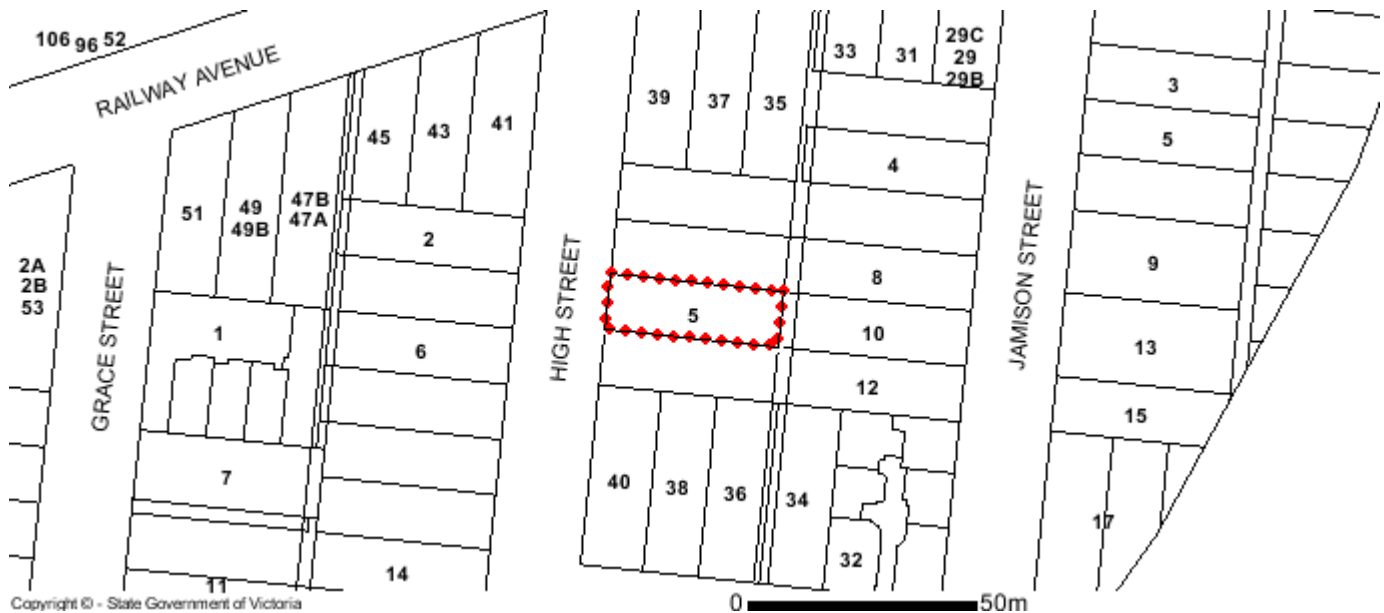 106 96 52
RAILWAY AVENUE
45
43
41
39
37
35
33
31
29C
29
29B
3
5
4
51
49
49B
47B
47A
2
2A
2B
53
GRACE STREET
HIGH STREET
JAMISON STREET
8
9
1
5
6
10
13
12
15
7
40
38
36
34
17
32
14
11
Copyright © - State Government of Victoria
0
50m